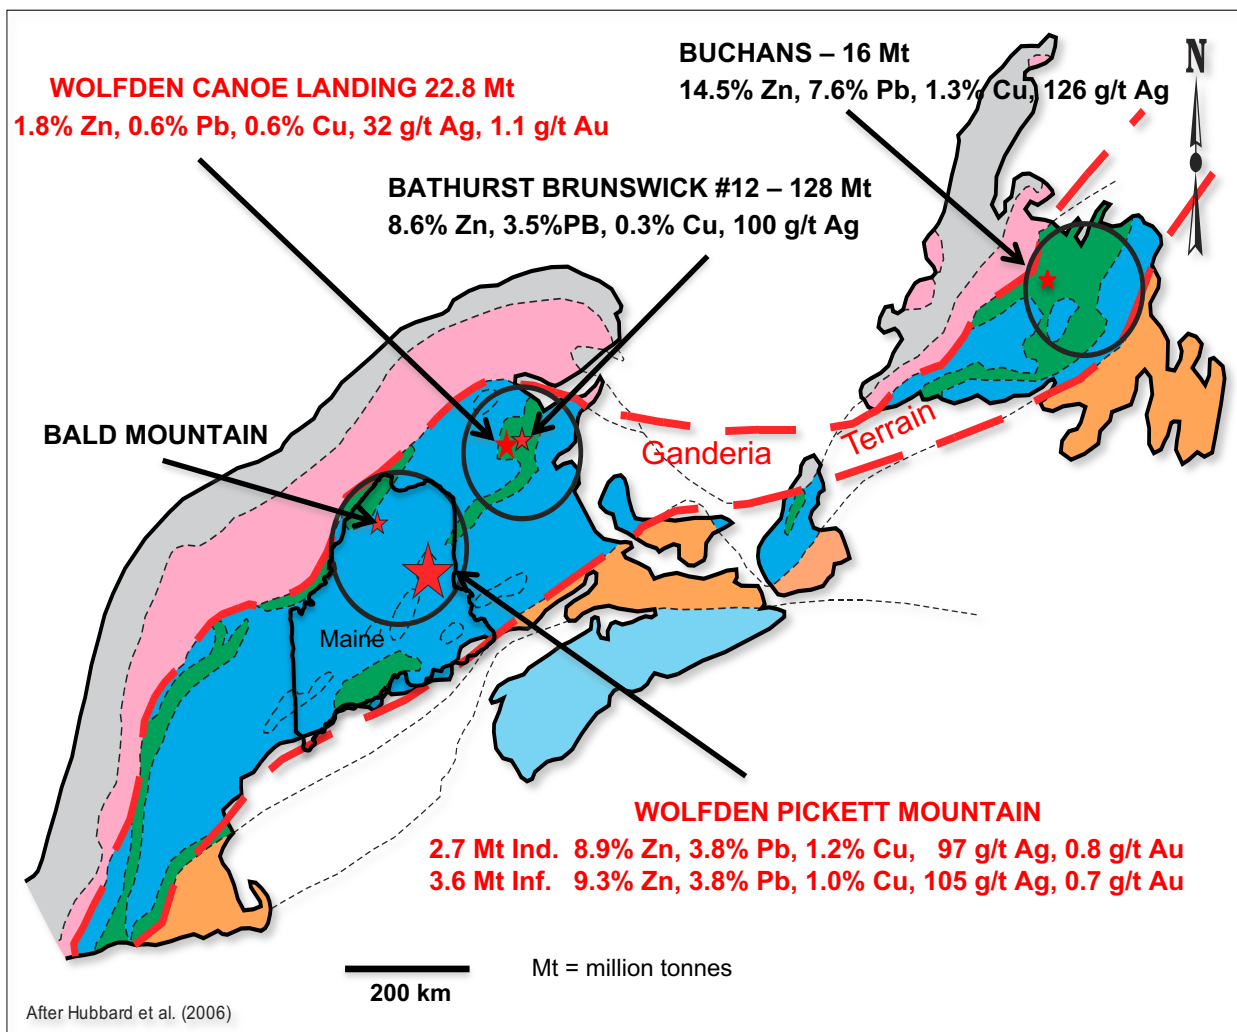 BUCHANS – 16 Mt
14.5% Zn, 7.6% Pb, 1.3% Cu, 126 g/t Ag
N
WOLFDEN CANOE LANDING 22.8 Mt
1.8% Zn, 0.6% Pb, 0.6% Cu, 32 g/t Ag, 1.1 g/t Au
BATHURST BRUNSWICK #12 – 128 Mt
8.6% Zn, 3.5%PB, 0.3% Cu, 100 g/t Ag
BALD MOUNTAIN
Ganderia Terrain
Maine
WOLFDEN PICKETT MOUNTAIN
2.7 Mt Ind. 8.9% Zn, 3.8% Pb, 1.2% Cu, 97 g/t Ag, 0.8 g/t Au
3.6 Mt Inf. 9.3% Zn, 3.8% Pb, 1.0% Cu, 105 g/t Ag, 0.7 g/t Au
200 km
Mt = million tonnes
After Hubbard et al. (2006)